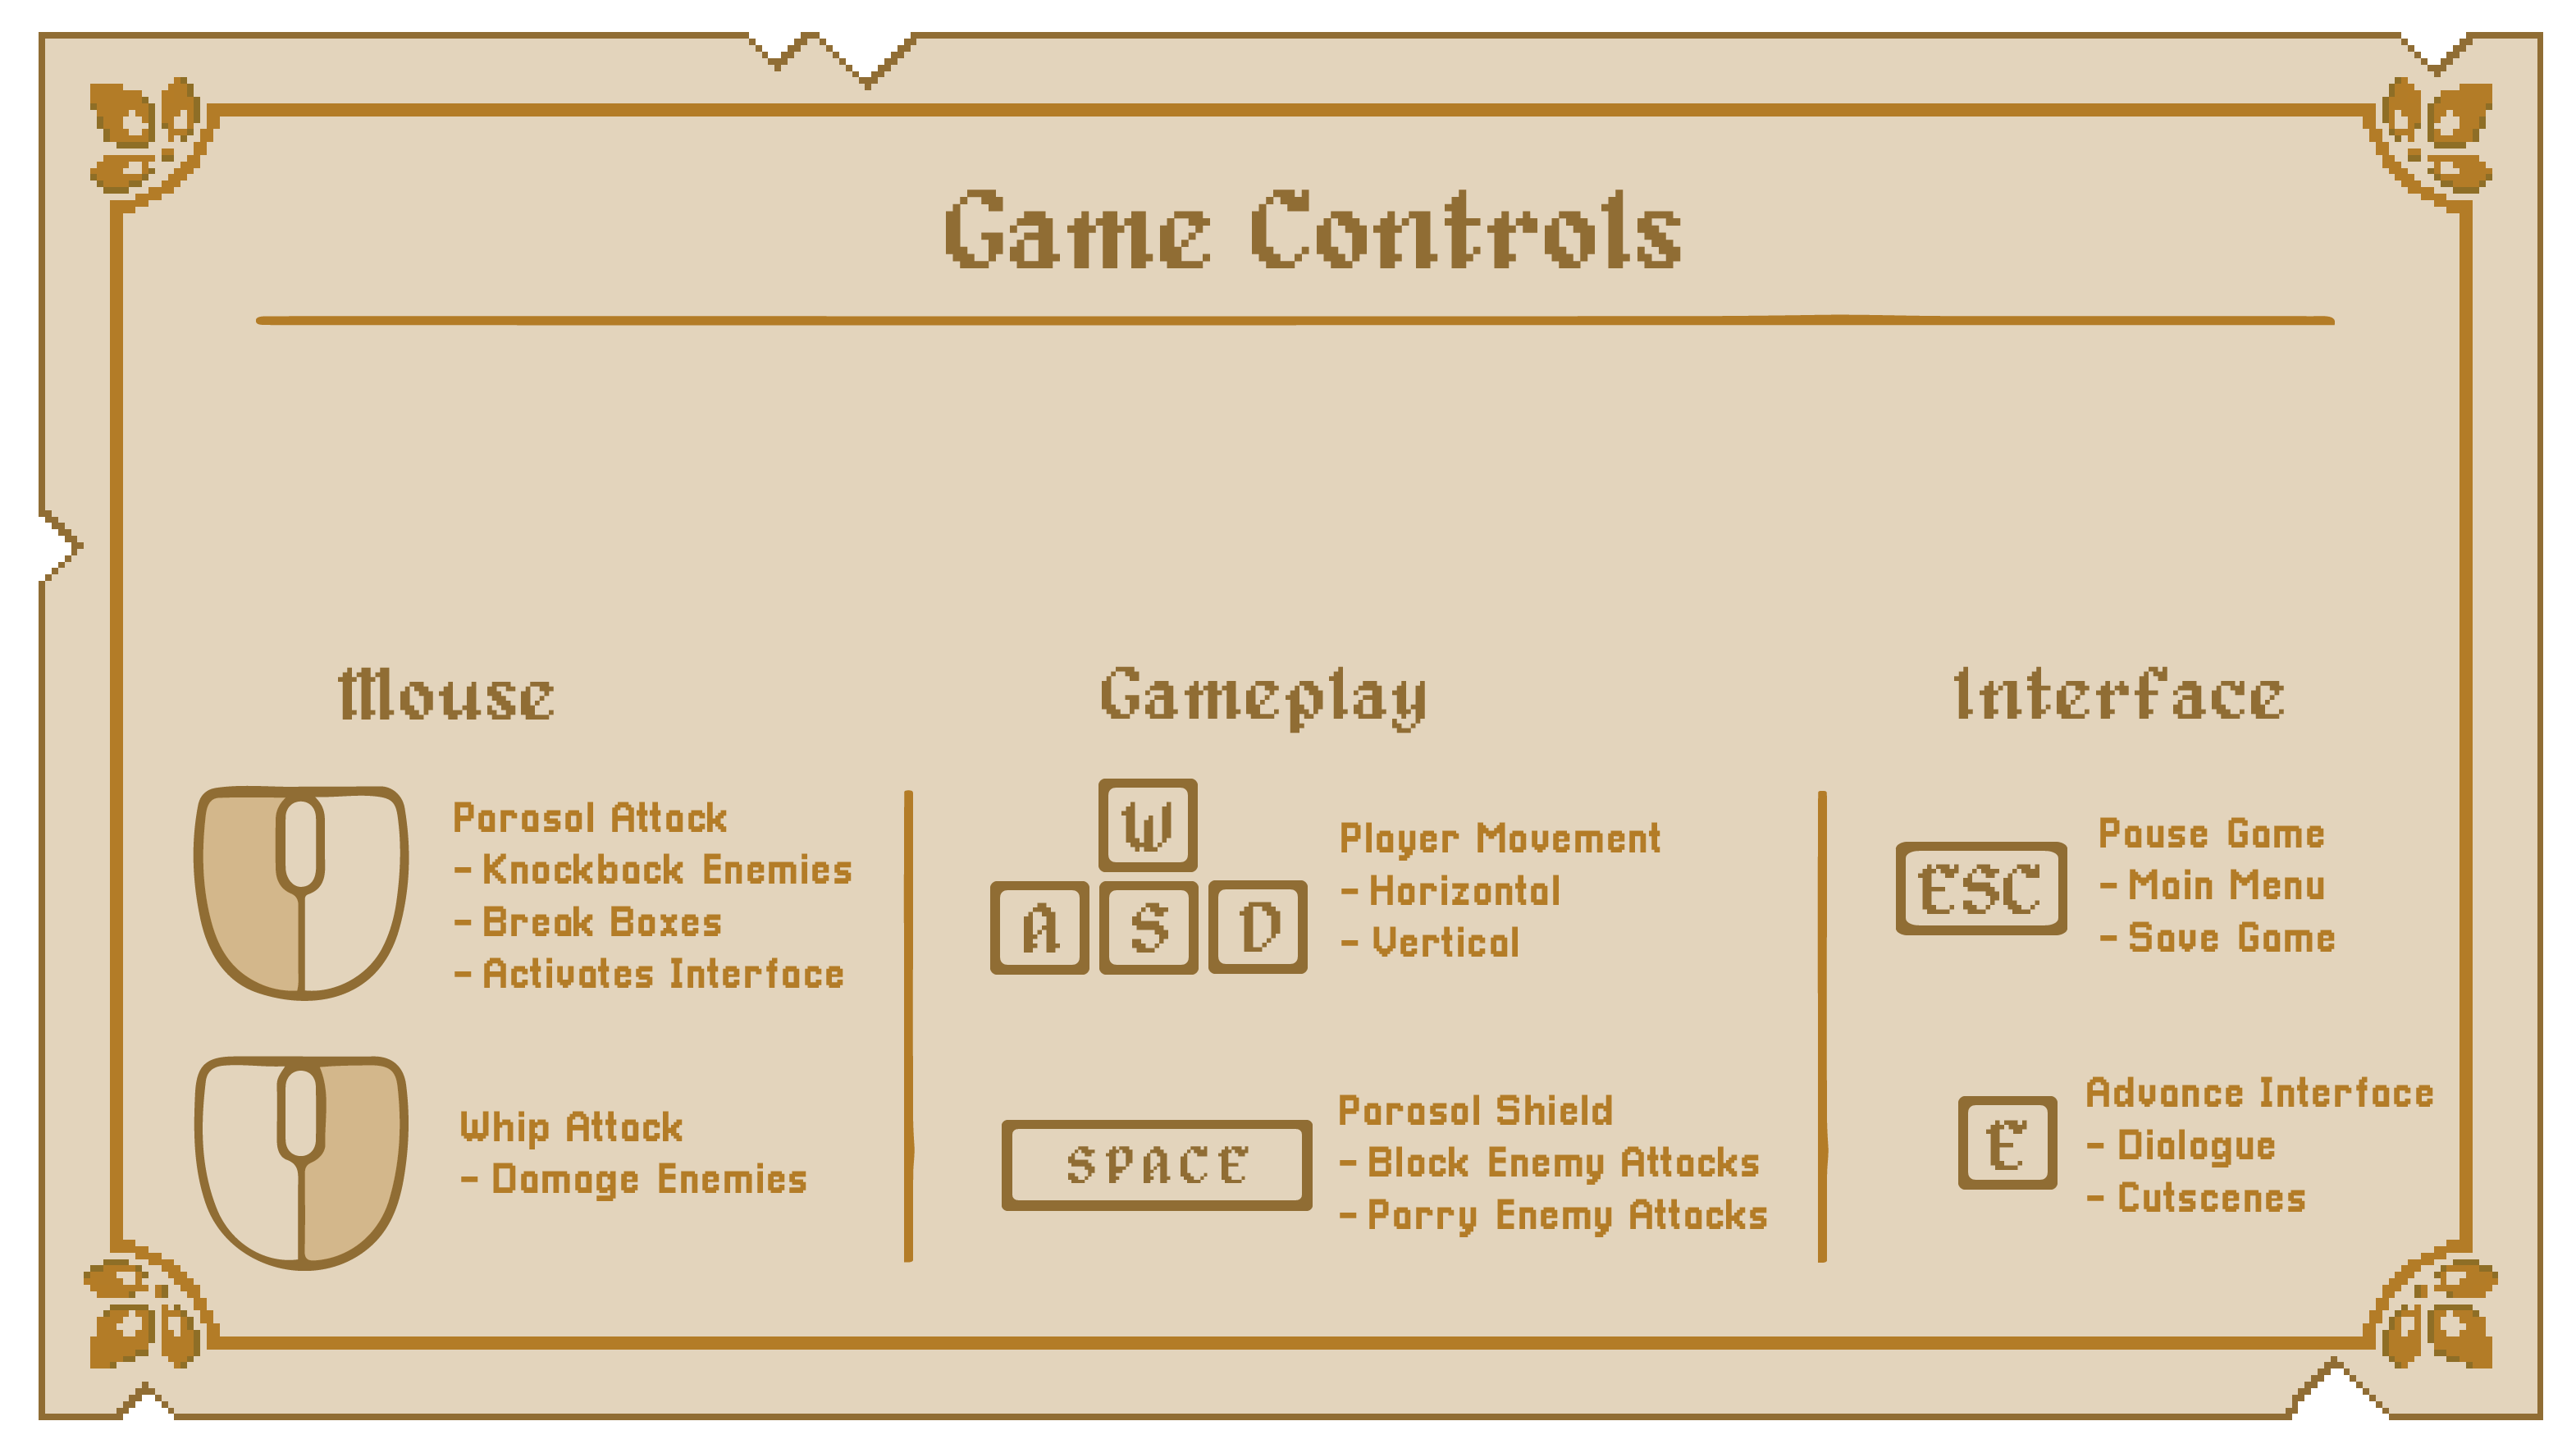 Game Controls
Mouse
Parasol Attack
- Knockback Enemies
- Break Boxes
- Activates Interface
Whip Attack
- Damage Enemies
Gameplay
W
A S D
Player Movement
- Horizontal
- Vertical
SPACE
Parasol Shield
- Block Enemy Attacks
- Parry Enemy Attacks
Interface
ESC
Pause Game
- Main Menu
- Save Game
E
Advance Interface
- Dialogue
- Cutscenes